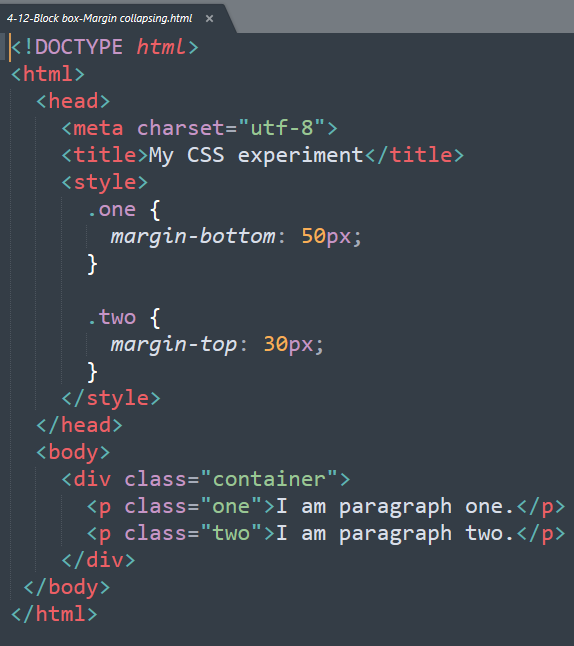 4-12-Block box-Margin collapsing.html ×
<!DOCTYPE html>
<html>
  <head>
    <meta charset="utf-8">
    <title>My CSS experiment</title>
    <style>
      .one {
        margin-bottom: 50px;
      }

      .two {
        margin-top: 30px;
      }
    </style>
  </head>
  <body>
    <div class="container">
      <p class="one">I am paragraph one.</p>
      <p class="two">I am paragraph two.</p>
    </div>
 </body>
</html>